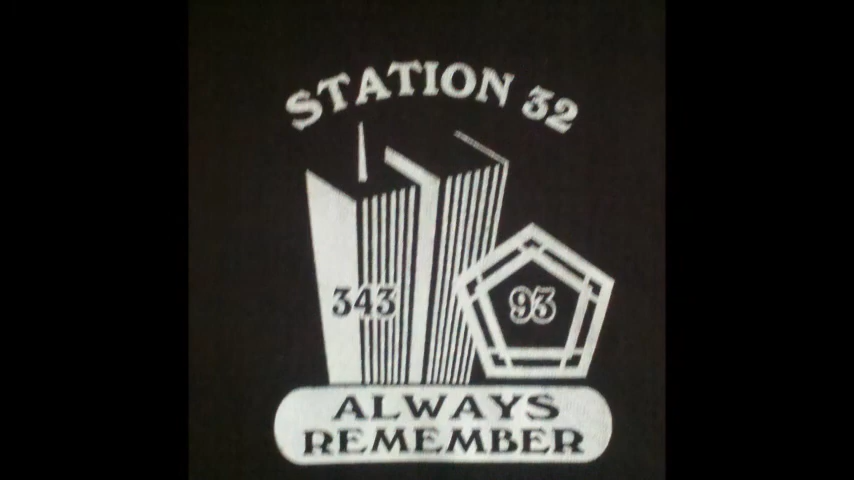 STATION 32
343
93
ALWAYS
REMEMBER